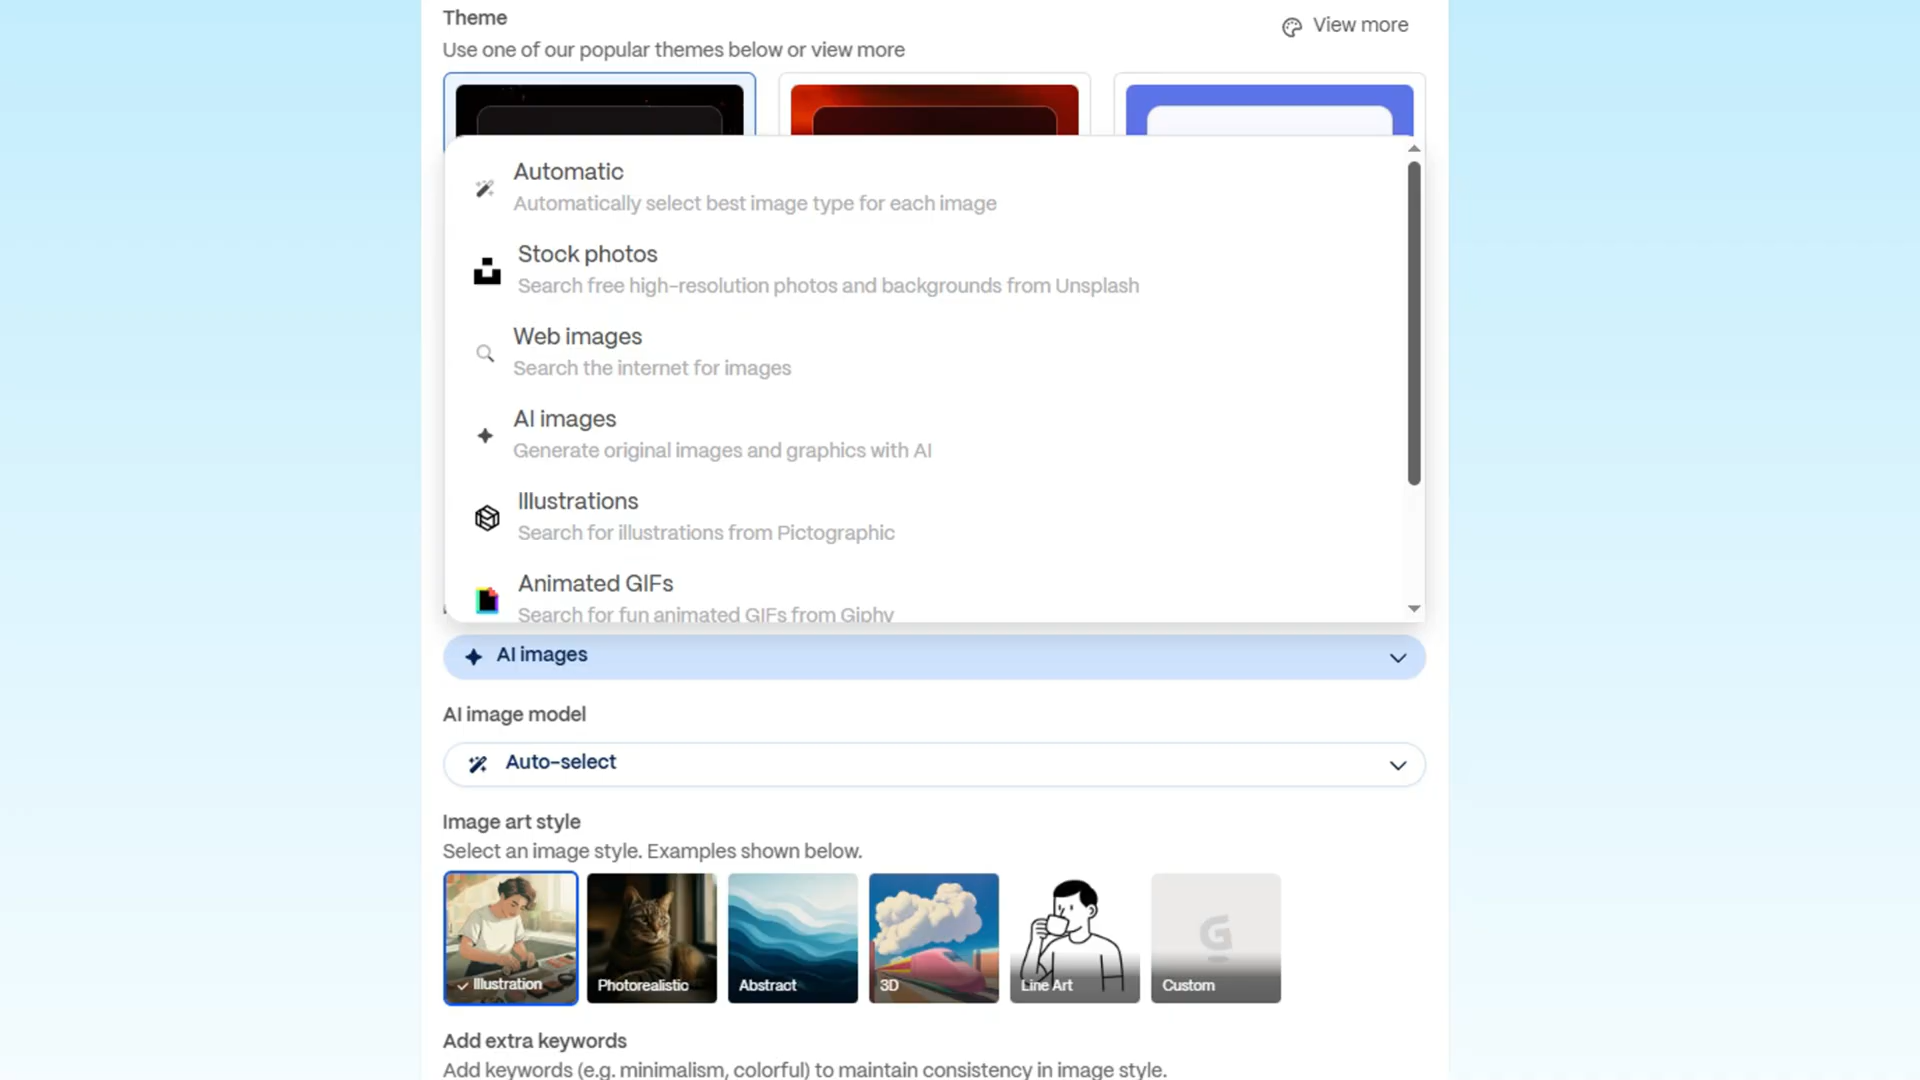 Theme
View more
Use one of our popular themes below or view more
Automatic
Automatically select best image type for each image
Stock photos
Search free high-resolution photos and backgrounds from Unsplash
Web images
Search the internet for images
AI images
Generate original images and graphics with AI
Illustrations
Search for illustrations from Pictographic
Animated GIFs
Search for fun animated GIFs from Giphy
AI images
AI image model
Auto-select
Image art style
Select an image style. Examples shown below.
Illustration
Photorealistic
Abstract
3D
Line Art
Custom
Add extra keywords
Add keywords (e.g. minimalism, colorful) to maintain consistency in image style.